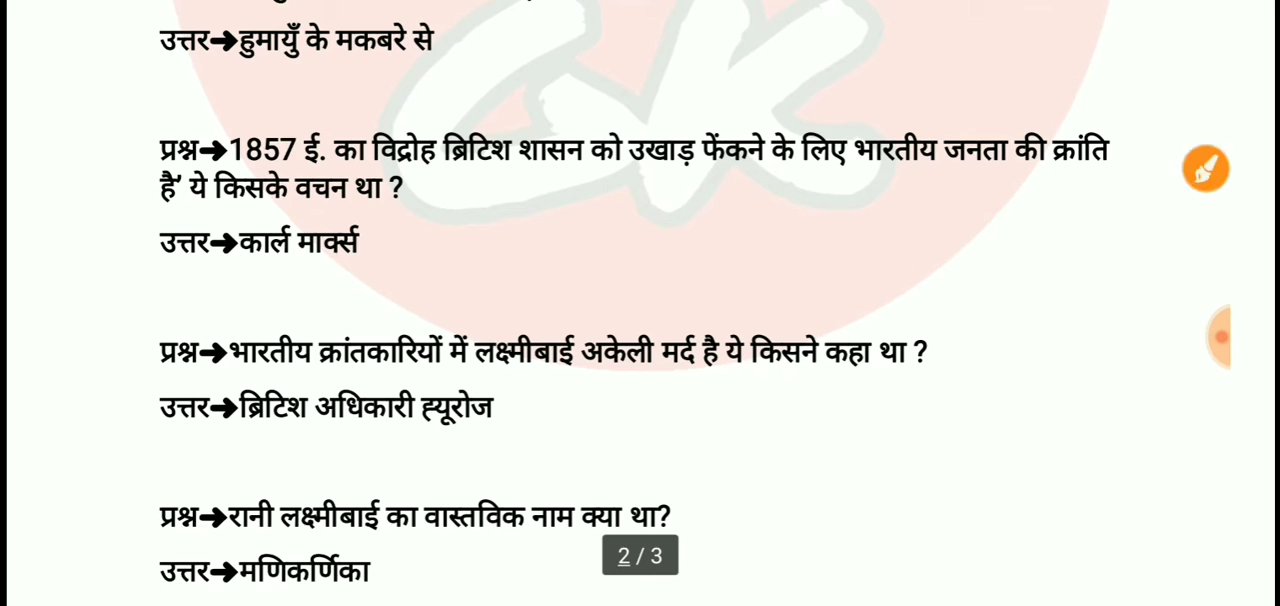 उत्तर➜हुमायुँ के मकबरे से
प्रश्न➜1857 ई. का विद्रोह ब्रिटिश शासन को उखाड़ फेंकने के लिए भारतीय जनता की क्रांति
है’ ये किसके वचन था ?
उत्तर➜कार्ल मार्क्स
प्रश्न➜भारतीय क्रांतकारियों में लक्ष्मीबाई अकेली मर्द है ये किसने कहा था ?
उत्तर➜ब्रिटिश अधिकारी ह्यूरोज
प्रश्न➜रानी लक्ष्मीबाई का वास्तविक नाम क्या था?
उत्तर➜मणिकर्णिका
2 / 3
GK